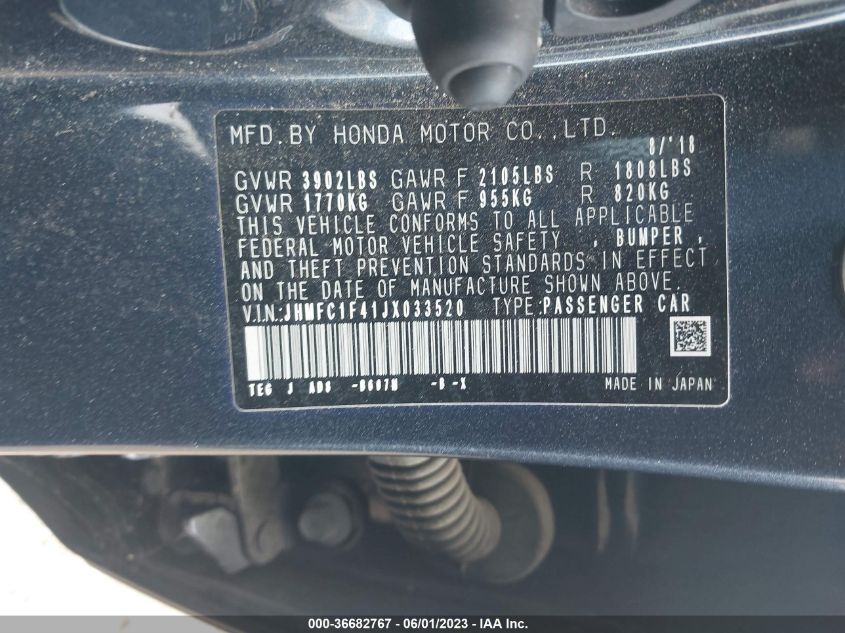 MFD. BY HONDA MOTOR CO., LTD. 8/'18
GVWR 3902LBS GAWR F 2105LBS R 1808LBS
GVWR 1770KG GAWR F 955KG R 820KG
THIS VEHICLE CONFORMS TO ALL APPLICABLE
FEDERAL MOTOR VEHICLE SAFETY , BUMPER ,
AND THEFT PREVENTION STANDARDS IN EFFECT
ON THE DATE OF MANUFACTURE SHOWN ABOVE.
V.I.N.:JHMFC1F41JX033520 TYPE:PASSENGER CAR
J -B -X MADE IN JAPAN
000-36682767 - 06/01/2023 - IAA Inc.